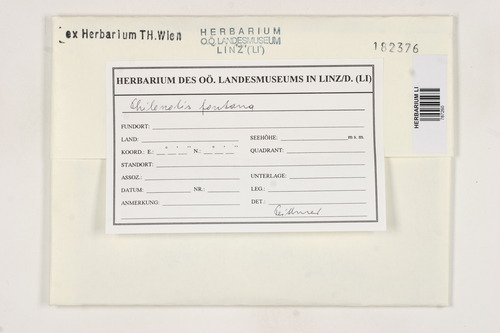 ex Herbarium TH.Wien
HERBARIUM
O.Ö. LANDESMUSEUM
LINZ (LI)
182376
HERBARIUM LI
HERBARIUM DES OÖ. LANDESMUSEUMS IN LINZ/D. (LI)
Philonotis fontana
FUNDORT:
LAND: SEEHÖHE: m s. m
KOORD.: E.: ° ' '' N.: ° ' '' QUADRANT:
STANDORT:
ASSOZ.: UNTERLAGE:
DATUM: NR.: LEG.:
ANMERKUNG: DET.: